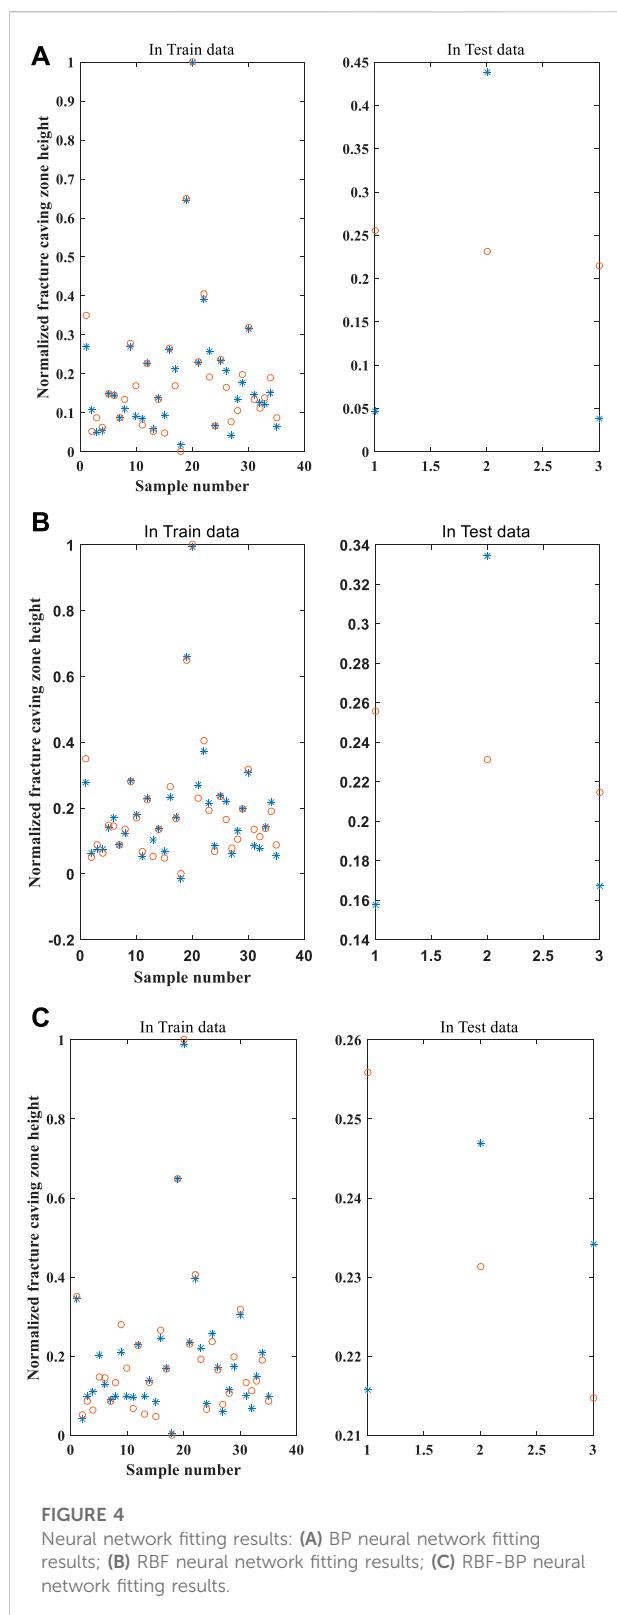 A
In Train data
In Test data
Normalized fracture caving zone height
1
0.9
0.8
0.7
0.6
0.5
0.4
0.3
0.2
0.1
0
0 10 20 30 40
Sample number
0.45
0.4
0.35
0.3
0.25
0.2
0.15
0.1
0.05
0
1 1.5 2 2.5 3
B
In Train data
In Test data
Normalized fracture caving zone height
1
0.8
0.6
0.4
0.2
0
-0.2
0 10 20 30 40
Sample number
0.34
0.32
0.3
0.28
0.26
0.24
0.22
0.2
0.18
0.16
0.14
1 1.5 2 2.5 3
C
In Train data
In Test data
Normalized fracture caving zone height
1
0.8
0.6
0.4
0.2
0
0 10 20 30 40
Sample number
0.26
0.25
0.24
0.23
0.22
0.21
1 1.5 2 2.5 3
FIGURE 4
Neural network fitting results: (A) BP neural network fitting
results; (B) RBF neural network fitting results; (C) RBF-BP neural
network fitting results.